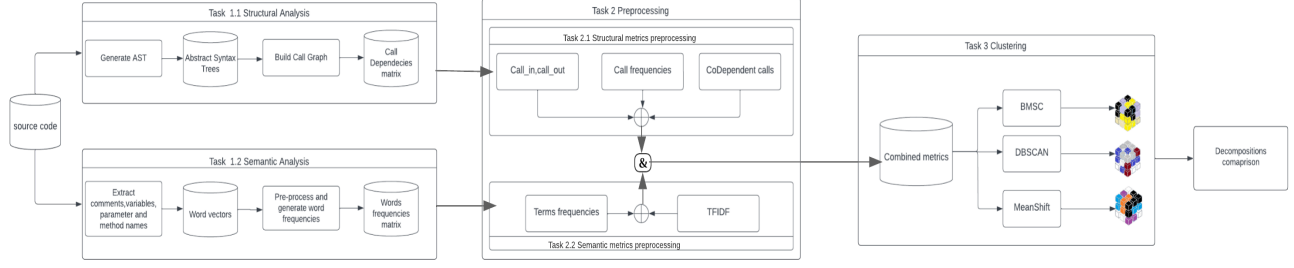 Task 1.1 Structural Analysis
Generate AST
Abstract Syntax
Trees
Build Call Graph
Call
Dependecies
matrix
source code
Task 1.2 Semantic Analysis
Extract
comments,variables,
parameter and
method names
Word vectors
Pre-process and
generate word
frequencies
Words
frequencies
matrix
Task 2 Preprocessing
Task 2.1 Structural metrics preprocessing
Call_in,call_out
Call frequencies
CoDependent calls
&
Terms frequencies
TFIDF
Task 2.2 Semantic metrics preprocessing
Task 3 Clustering
Combined metrics
BMSC
DBSCAN
MeanShift
Decompositions
comaprison